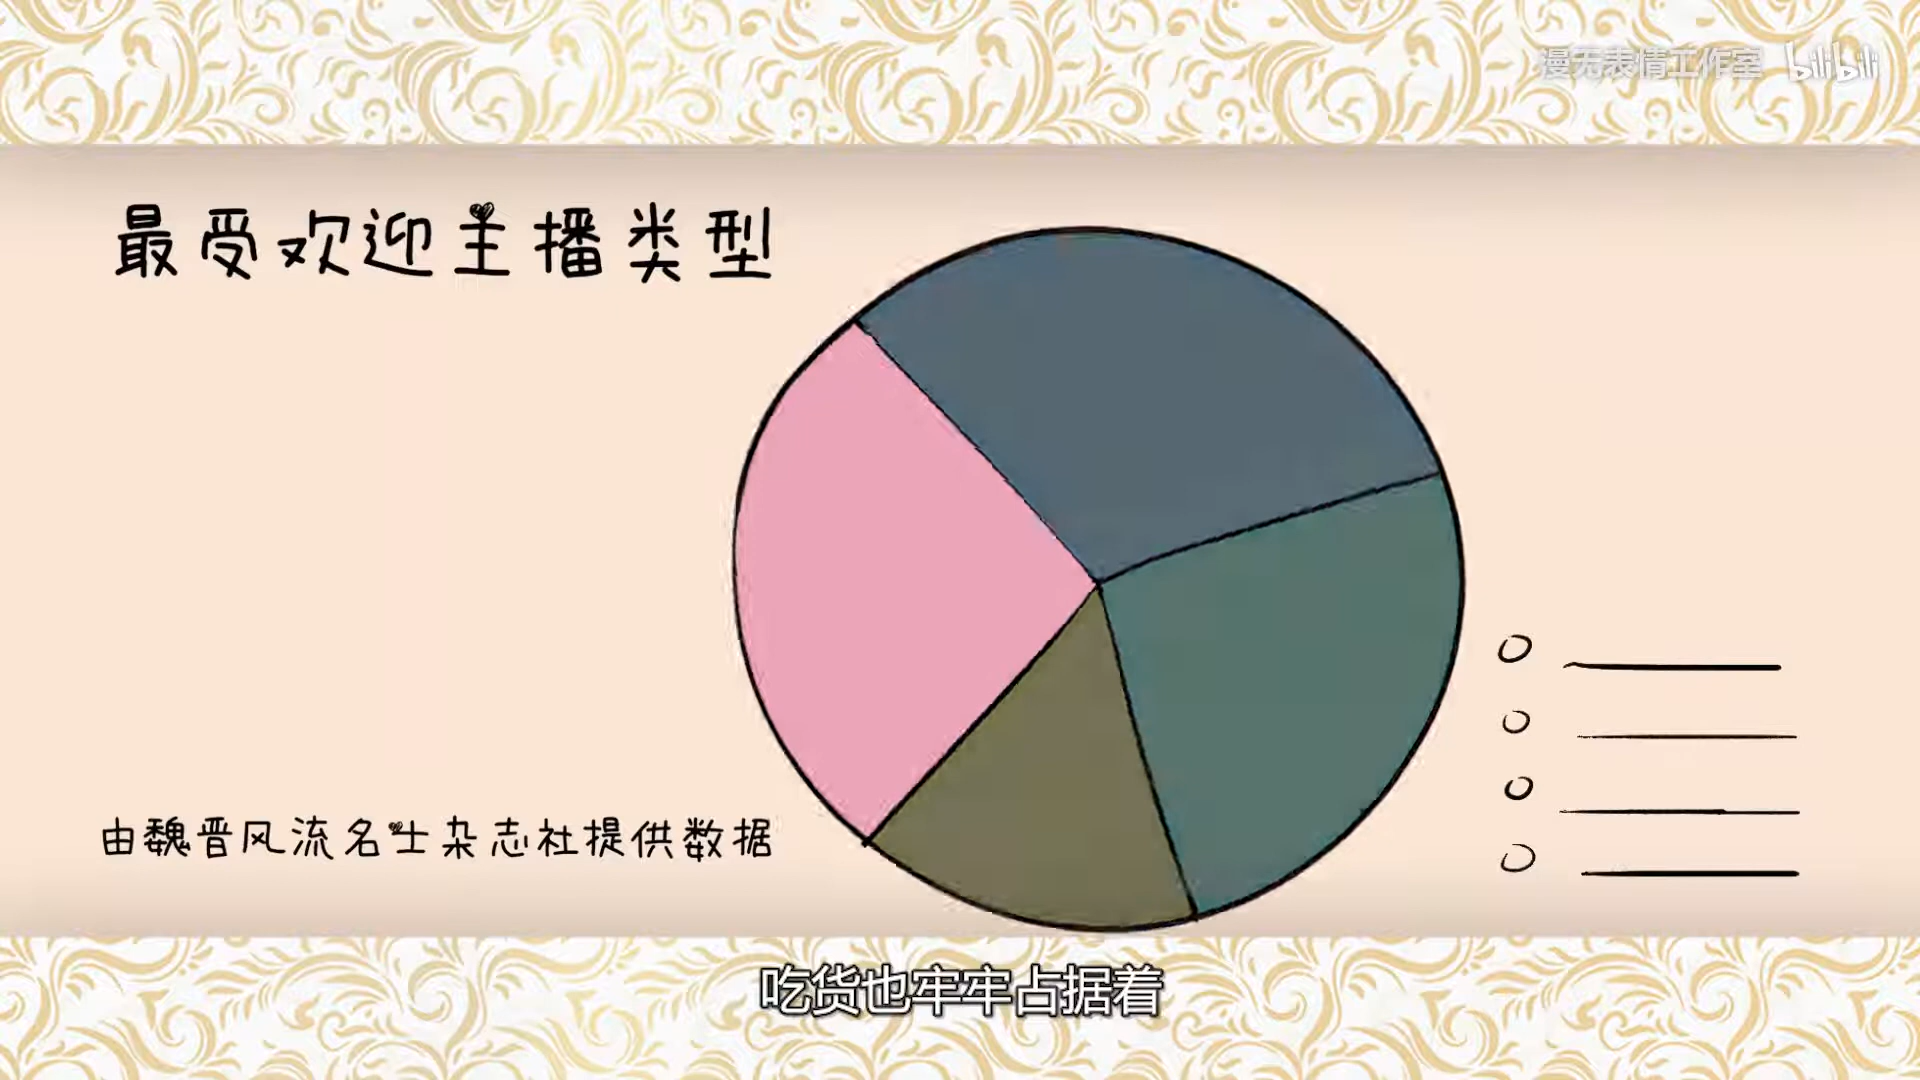 漫无表情工作室 bilibili
最受欢迎主播类型
由魏晋风流名士杂志社提供数据
吃货也牢牢占据着